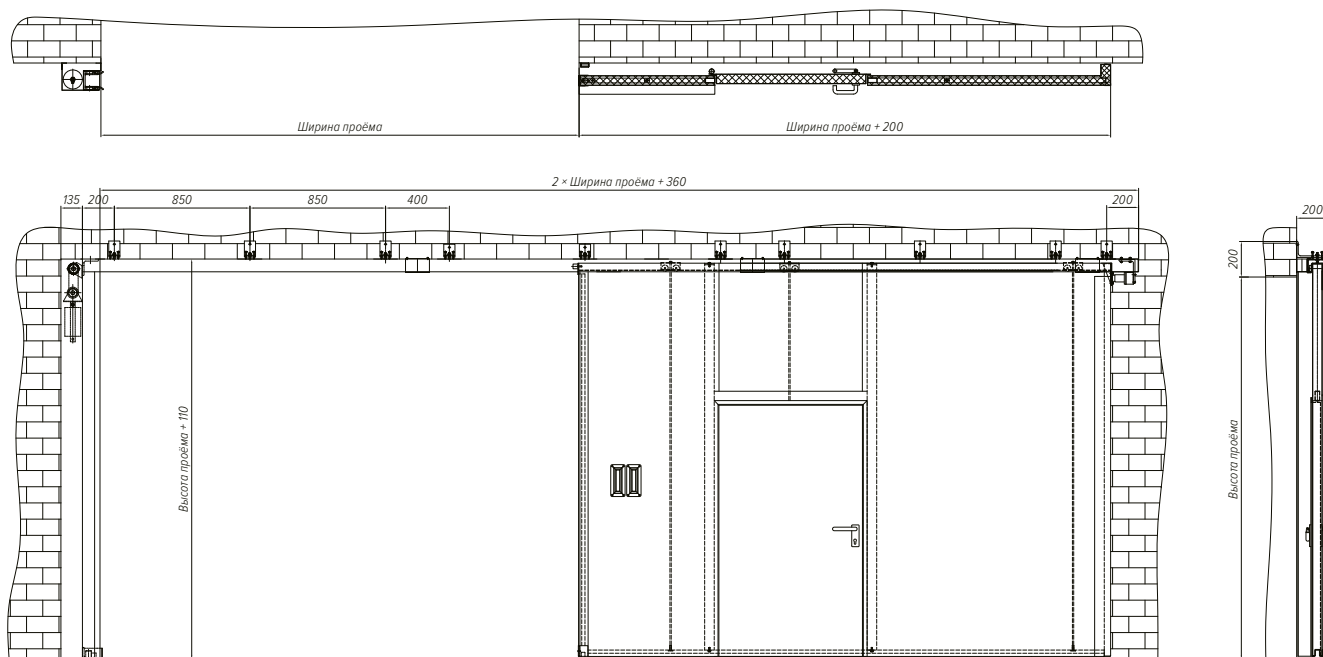 Ширина проёма
Ширина проёма + 200
2 × Ширина проёма + 360
135
200
850
850
400
200
200
200
Высота проёма + 110
Высота проёма